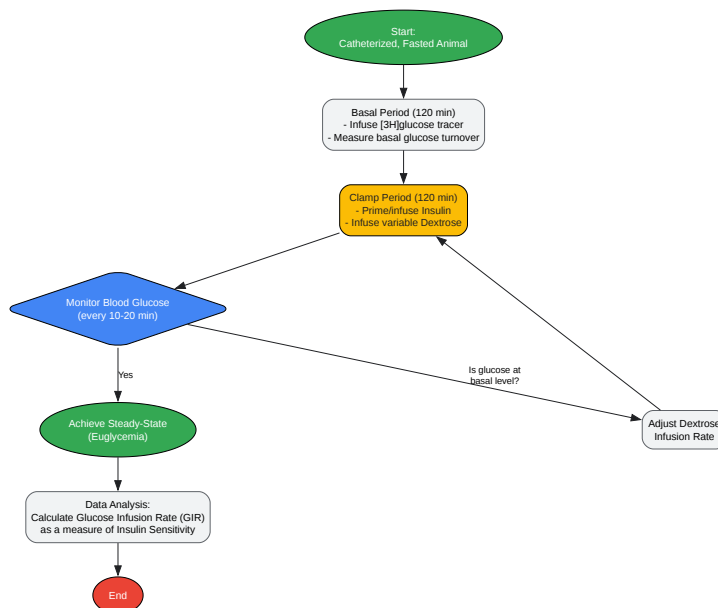 Start:
Catheterized, Fasted Animal
Basal Period (120 min)
- Infuse [3H]glucose tracer
- Measure basal glucose turnover
Clamp Period (120 min)
- Prime/infuse Insulin
- Infuse variable Dextrose
Monitor Blood Glucose
(every 10-20 min)
Is glucose at
basal level?
Yes
Achieve Steady-State
(Euglycemia)
Adjust Dextrose
Infusion Rate
Data Analysis:
Calculate Glucose Infusion Rate (GIR)
as a measure of Insulin Sensitivity
End